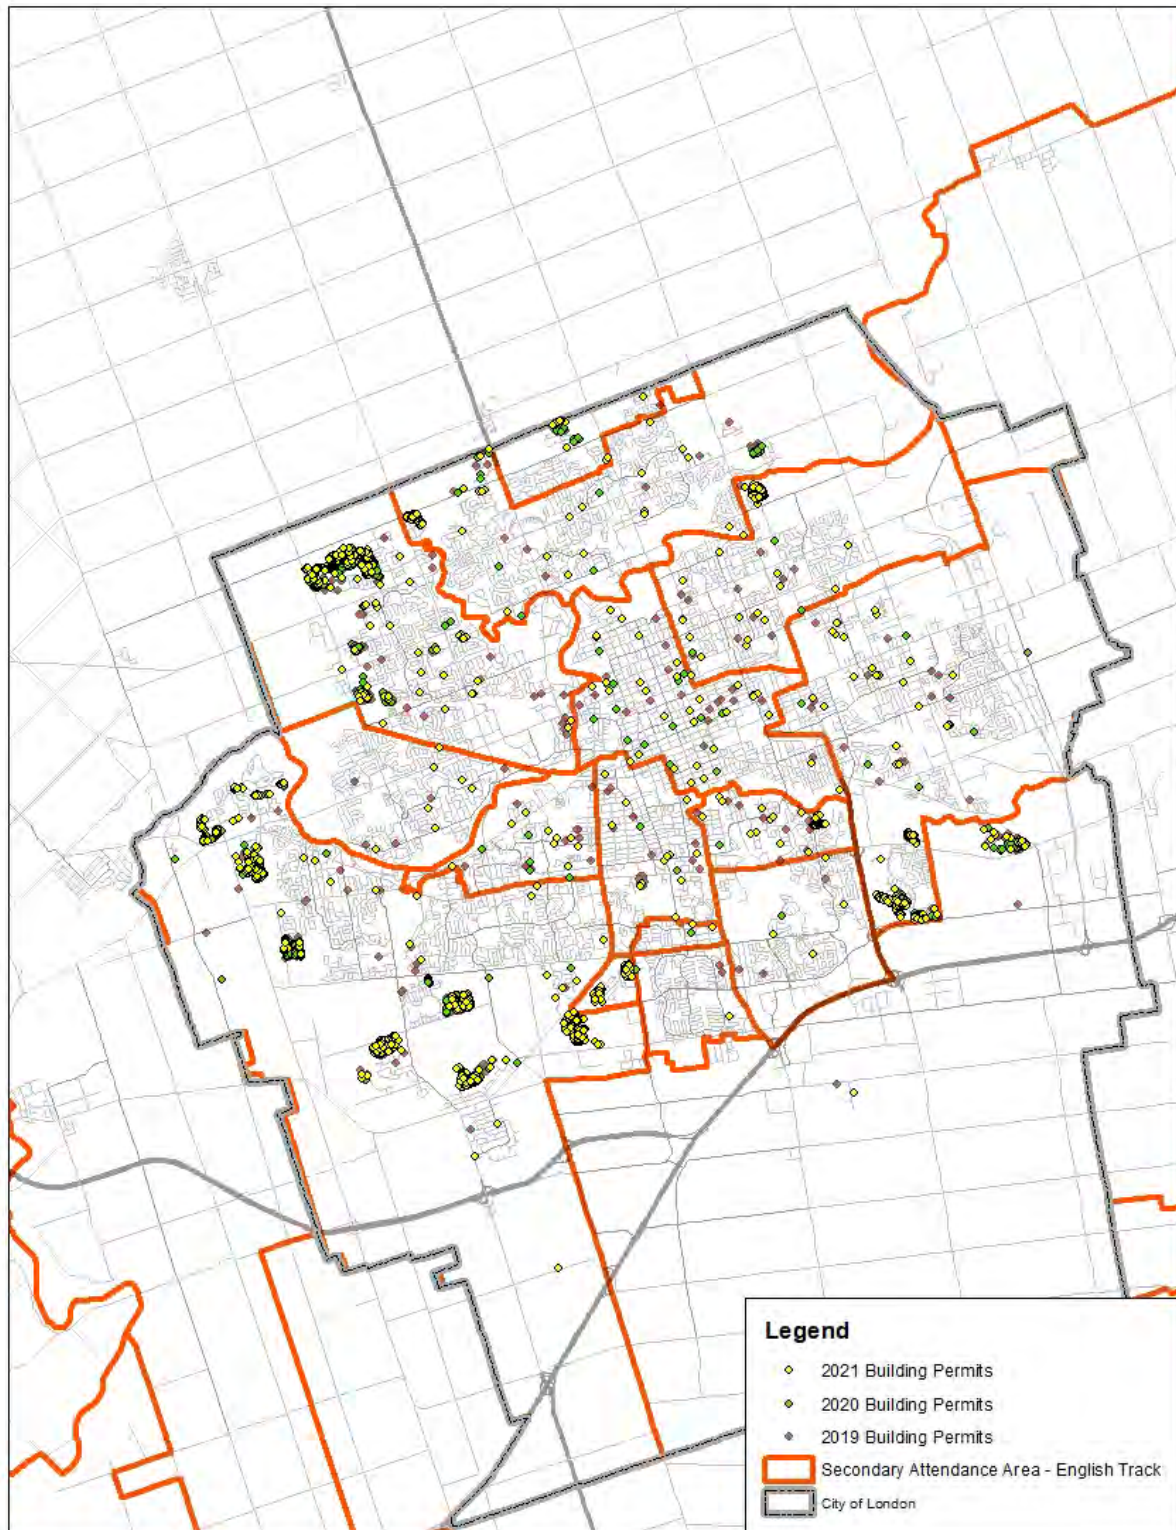 Legend
2021 Building Permits
2020 Building Permits
2019 Building Permits
Secondary Attendance Area - English Track
City of London